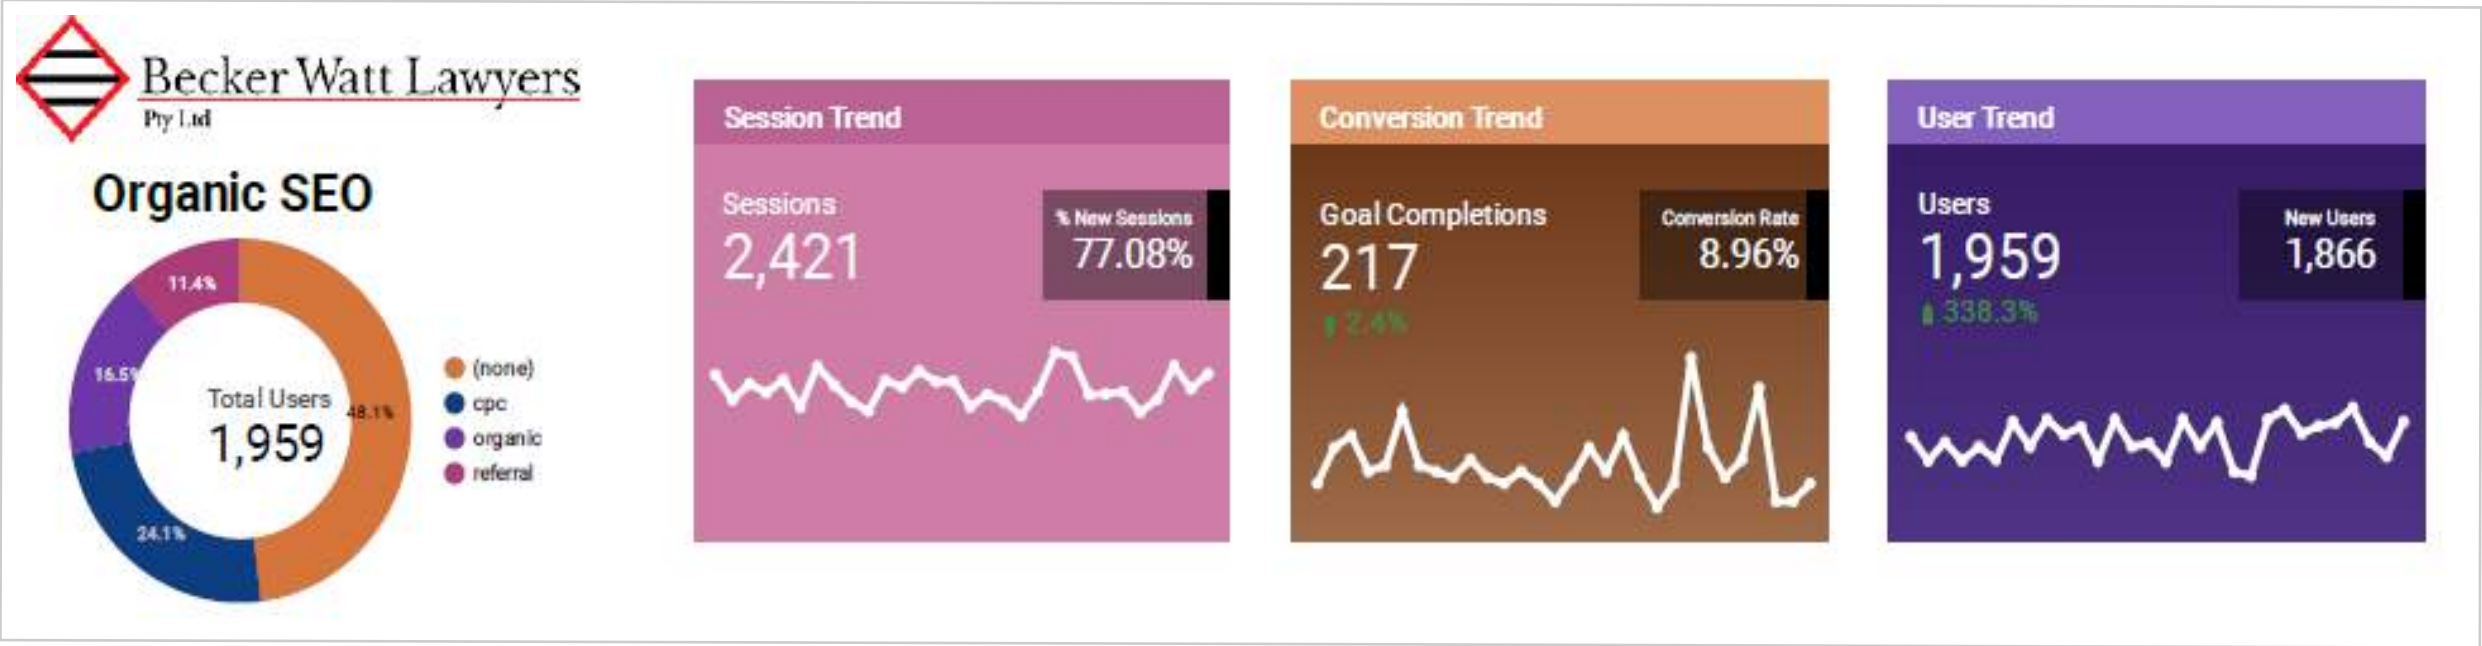 Becker Watt Lawyers
Pty Ltd
Organic SEO
11.4%
16.5%
48.1%
24.1%
Total Users
1,959
(none)
cpc
organic
referral
Session Trend
Sessions
2,421
% New Sessions
77.08%
Conversion Trend
Goal Completions
217
2.4%
Conversion Rate
8.96%
User Trend
Users
1,959
338.3%
New Users
1,866